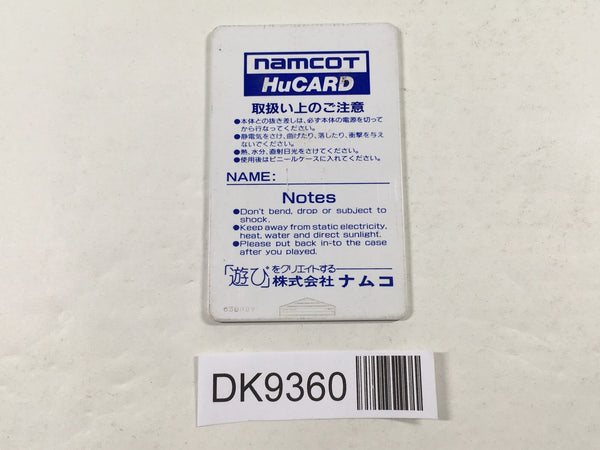 namcoT
HuCARD
取扱い上のご注意
●本体との抜き差しは、必ず本体の電源を切って
から行なってください。
●静電気をさけ、曲げたり、落したり、衝撃を与え
ないでください。
●熱、水分、直射日光をさけてください。
●使用後はビニールケースに入れてください。
NAME:
Notes
●Don't bend, drop or subject to
shock.
●Keep away from static electricity,
heat, water and direct sunlight.
●Please put back in-to the case
after you played.
「遊び」をクリエイトする
株式会社 ナムコ
DK9360